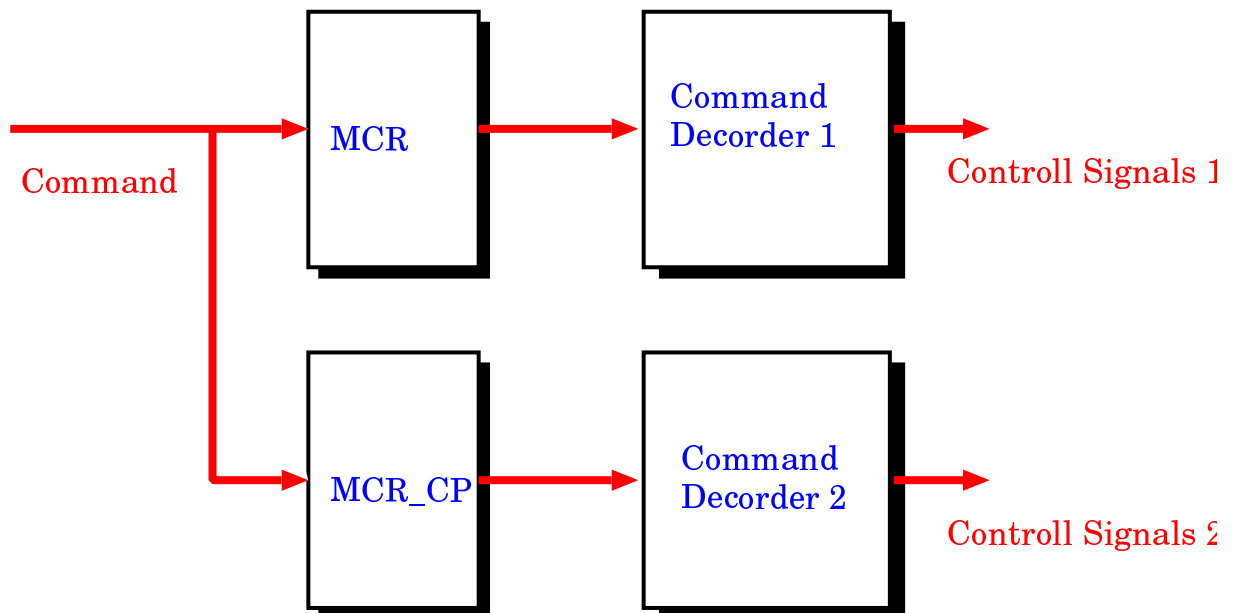 Command
MCR
Command
Decorder 1
Controll Signals 1
MCR_CP
Command
Decorder 2
Controll Signals 2